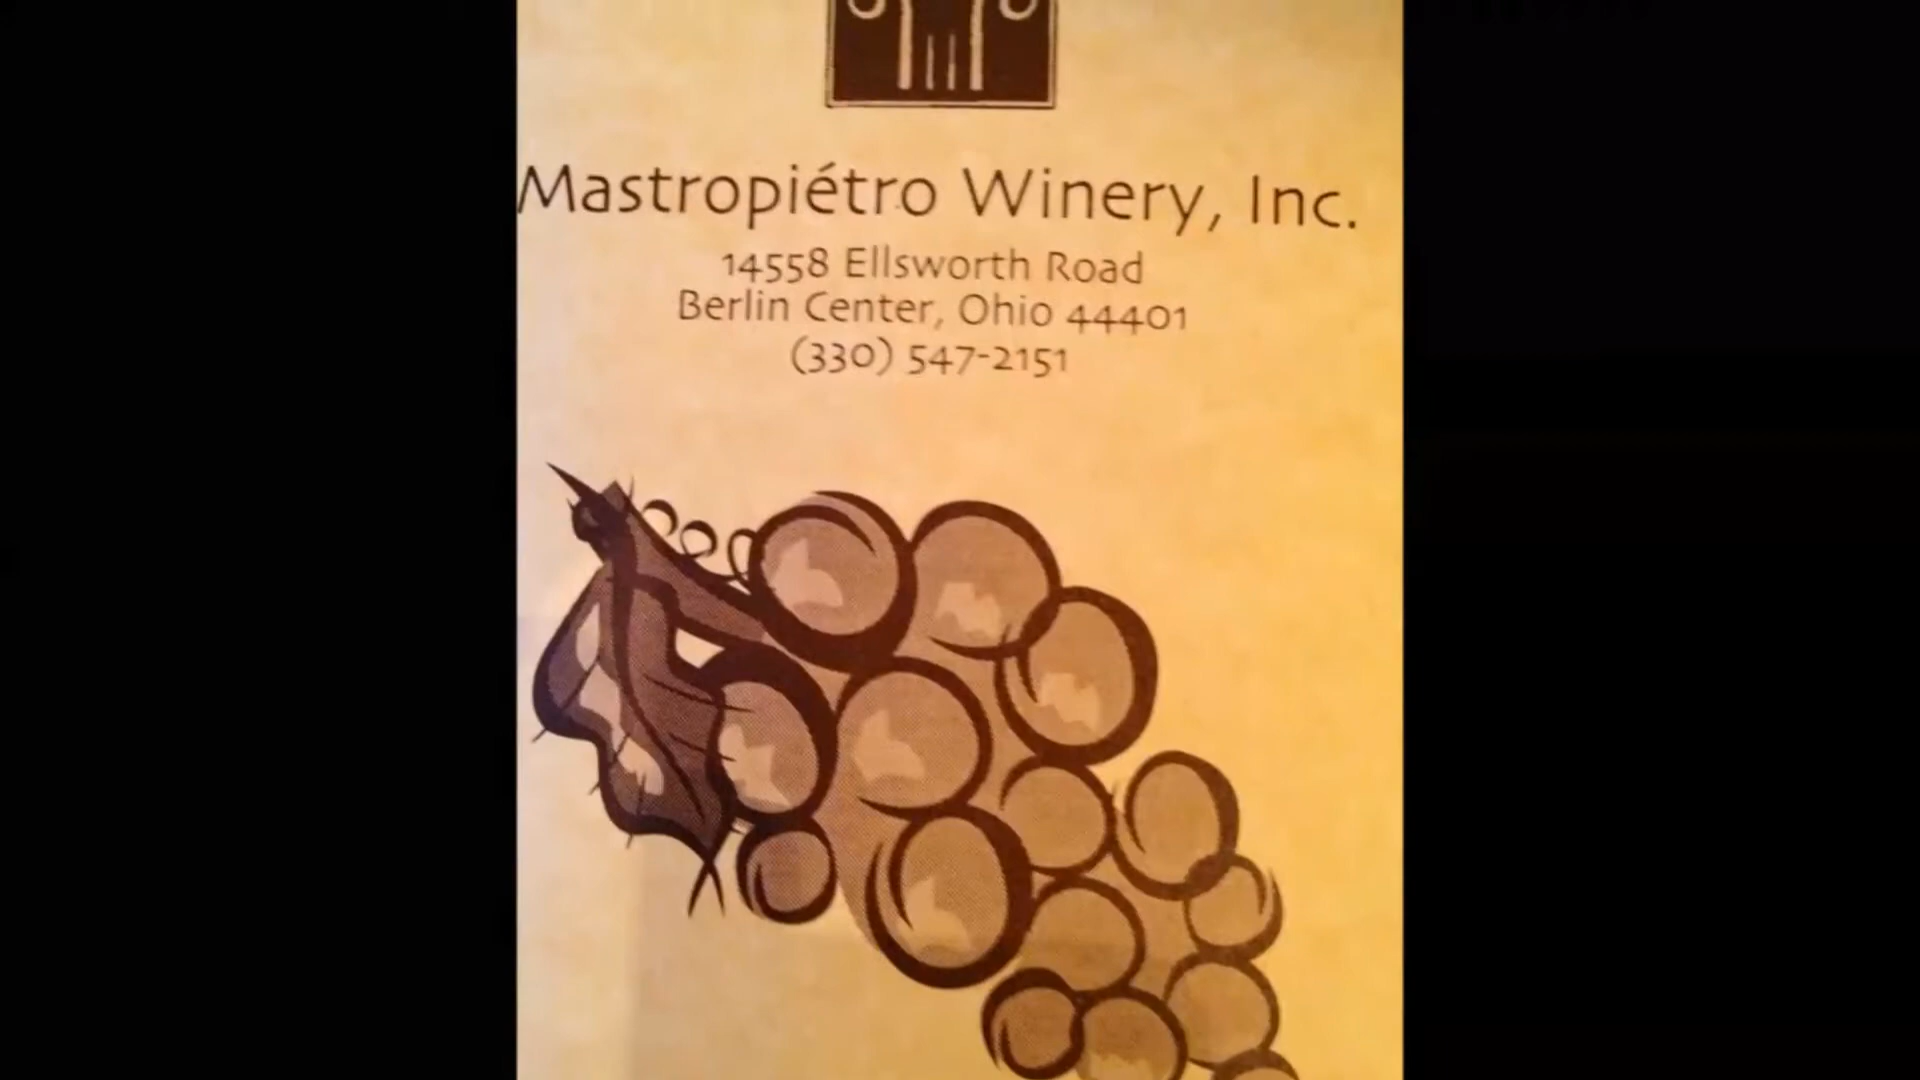 Mastropiétro Winery, Inc.
14558 Ellsworth Road
Berlin Center, Ohio 44401
(330) 547-2151